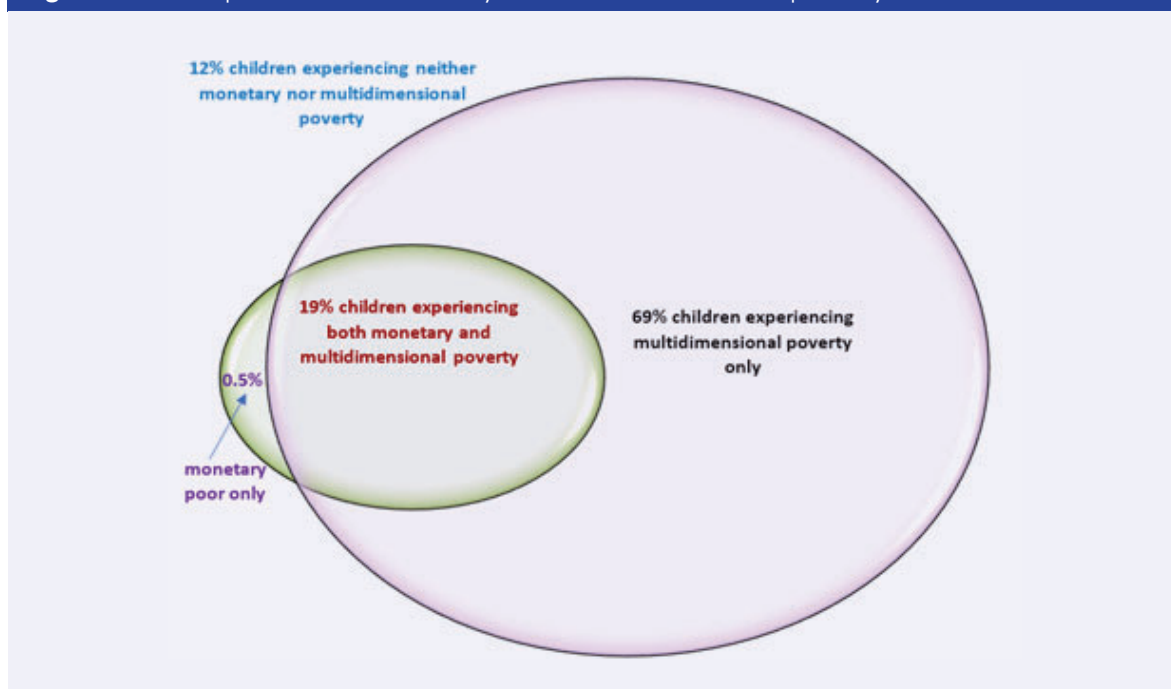 12% children experiencing neither
monetary nor multidimensional
poverty
19% children experiencing
both monetary and
multidimensional poverty
69% children experiencing
multidimensional poverty
only
0.5%
monetary
poor only